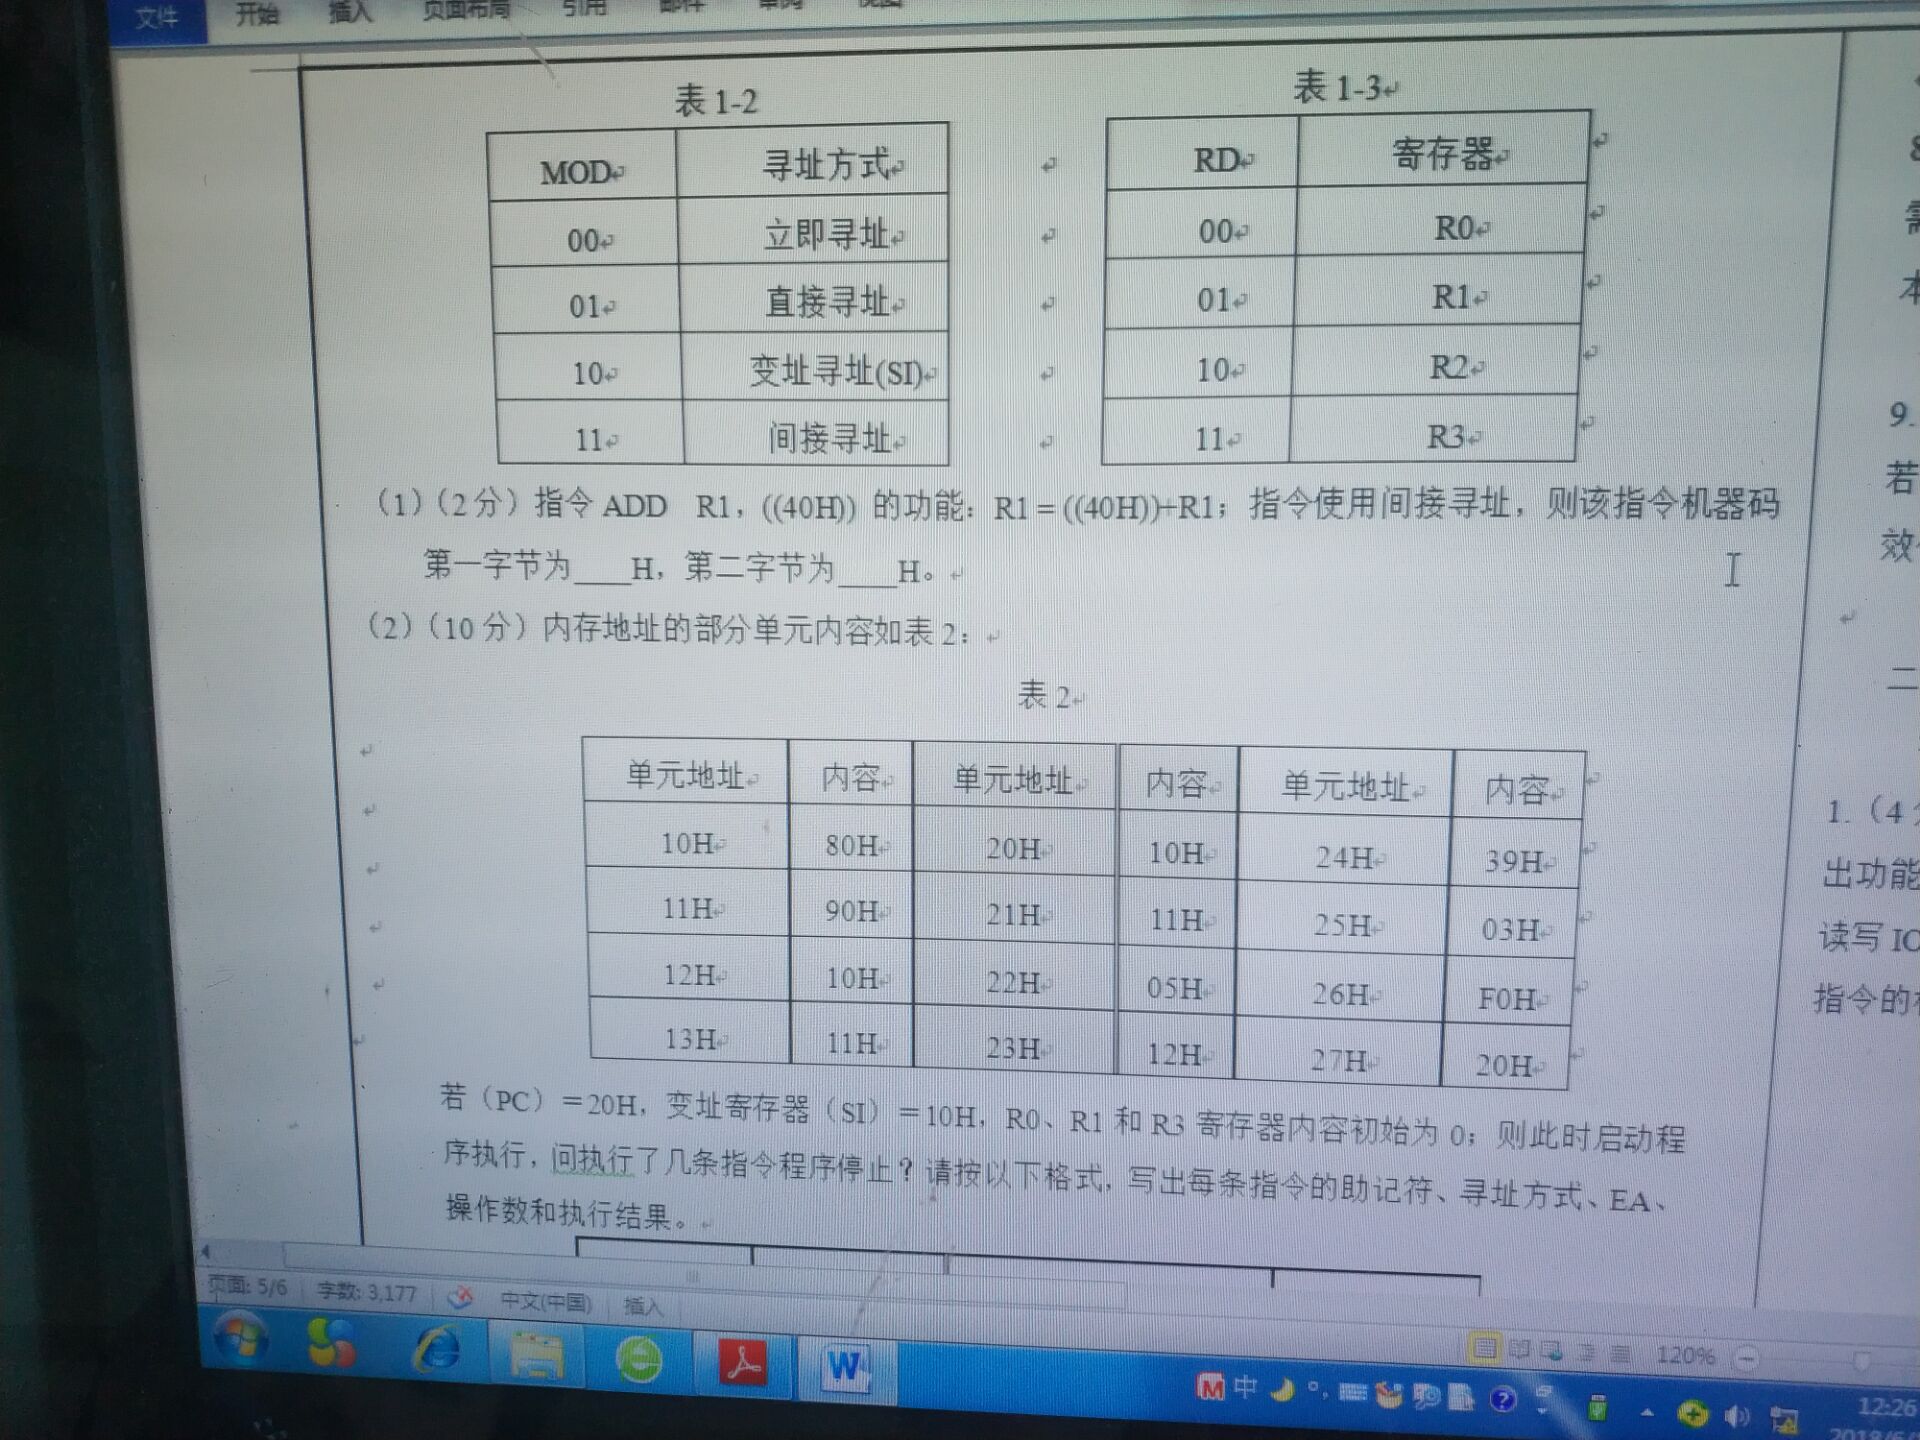 文件 开始 插入 页面布局 引用 邮件 审阅 视图
表 1-2
表 1-3
MOD 寻址方式
00 立即寻址
01 直接寻址
10 变址寻址(SI)
11 间接寻址
RD 寄存器
00 R0
01 R1
10 R2
11 R3
(1)(2分)指令 ADD R1,((40H)) 的功能:R1 = ((40H))+R1;指令使用间接寻址,则该指令机器码
第一字节为____H,第二字节为____H。
(2)(10 分)内存地址的部分单元内容如表 2:
表 2
单元地址 内容 单元地址 内容 单元地址 内容
10H 80H 20H 10H 24H 39H
11H 90H 21H 11H 25H 03H
12H 10H 22H 05H 26H F0H
13H 11H 23H 12H 27H 20H
若(PC)=20H,变址寄存器(SI)=10H,R0、R1 和 R3 寄存器内容初始为 0;则此时启动程
序执行,问执行了几条指令程序停止?请按以下格式,写出每条指令的助记符、寻址方式、EA、
操作数和执行结果。
9.
若
效
二
1.(4
出功能
读写 IO
指令的
本
页面: 5/6 字数: 3,177 中文(中国) 插入
120%
中
12:26